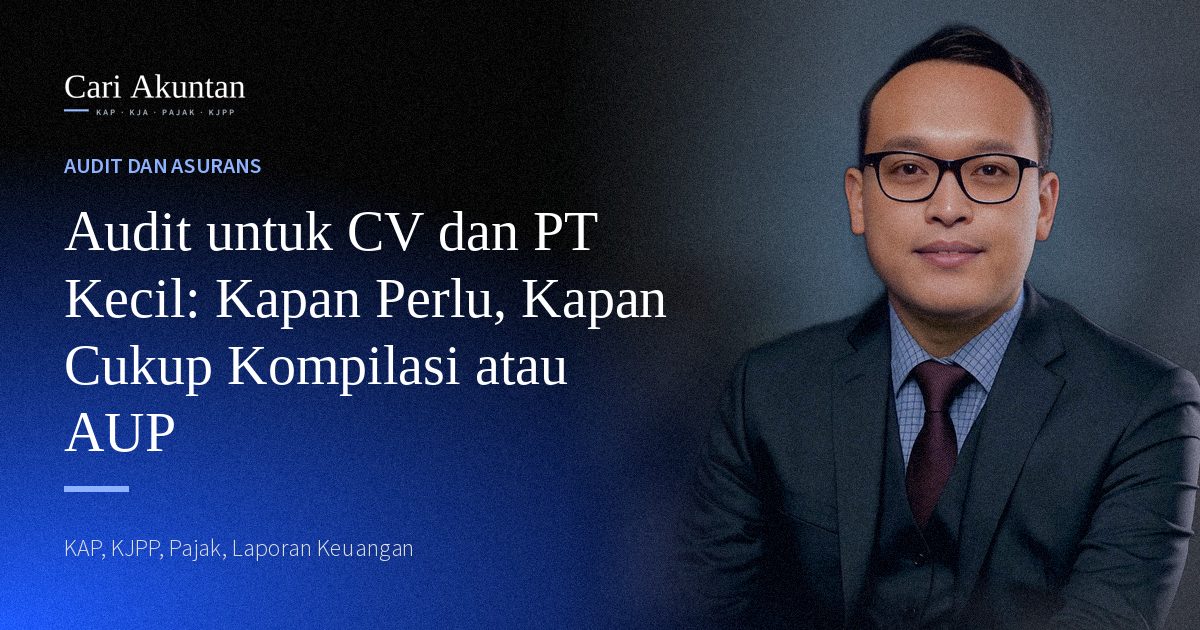 Cari Akuntan
KAP · KJA · PAJAK · KJPP
AUDIT DAN ASURANS
Audit untuk CV dan PT
Kecil: Kapan Perlu, Kapan
Cukup Kompilasi atau
AUP
KAP, KJPP, Pajak, Laporan Keuangan